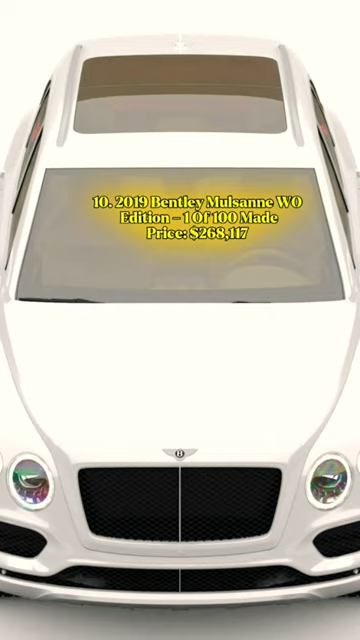 10. 2019 Bentley Mulsanne WO
Edition – 1 Of 100 Made
Price: $268,117
B